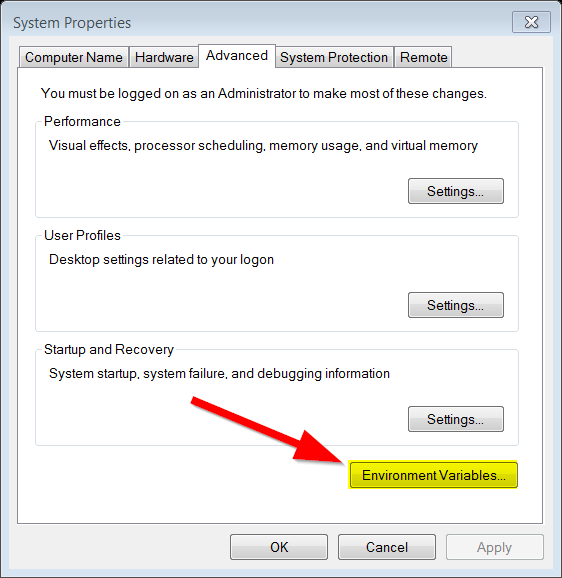 System Properties
Computer Name Hardware Advanced System Protection Remote
You must be logged on as an Administrator to make most of these changes.
Performance
Visual effects, processor scheduling, memory usage, and virtual memory
Settings...
User Profiles
Desktop settings related to your logon
Settings...
Startup and Recovery
System startup, system failure, and debugging information
Settings...
Environment Variables...
OK Cancel Apply